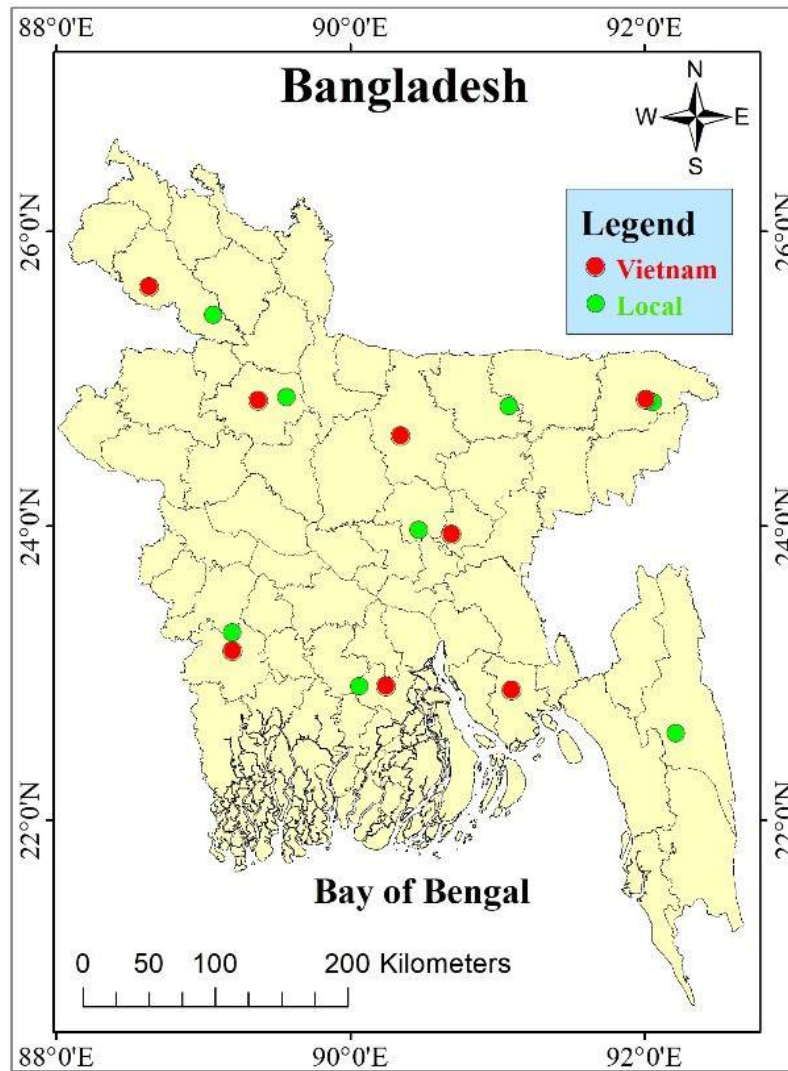 88°0'E 90°0'E 92°0'E
Bangladesh
N
W E
S
26°0'N 26°0'N
Legend
Vietnam
Local
24°0'N 24°0'N
22°0'N 22°0'N
Bay of Bengal
0 50 100 200 Kilometers
88°0'E 90°0'E 92°0'E